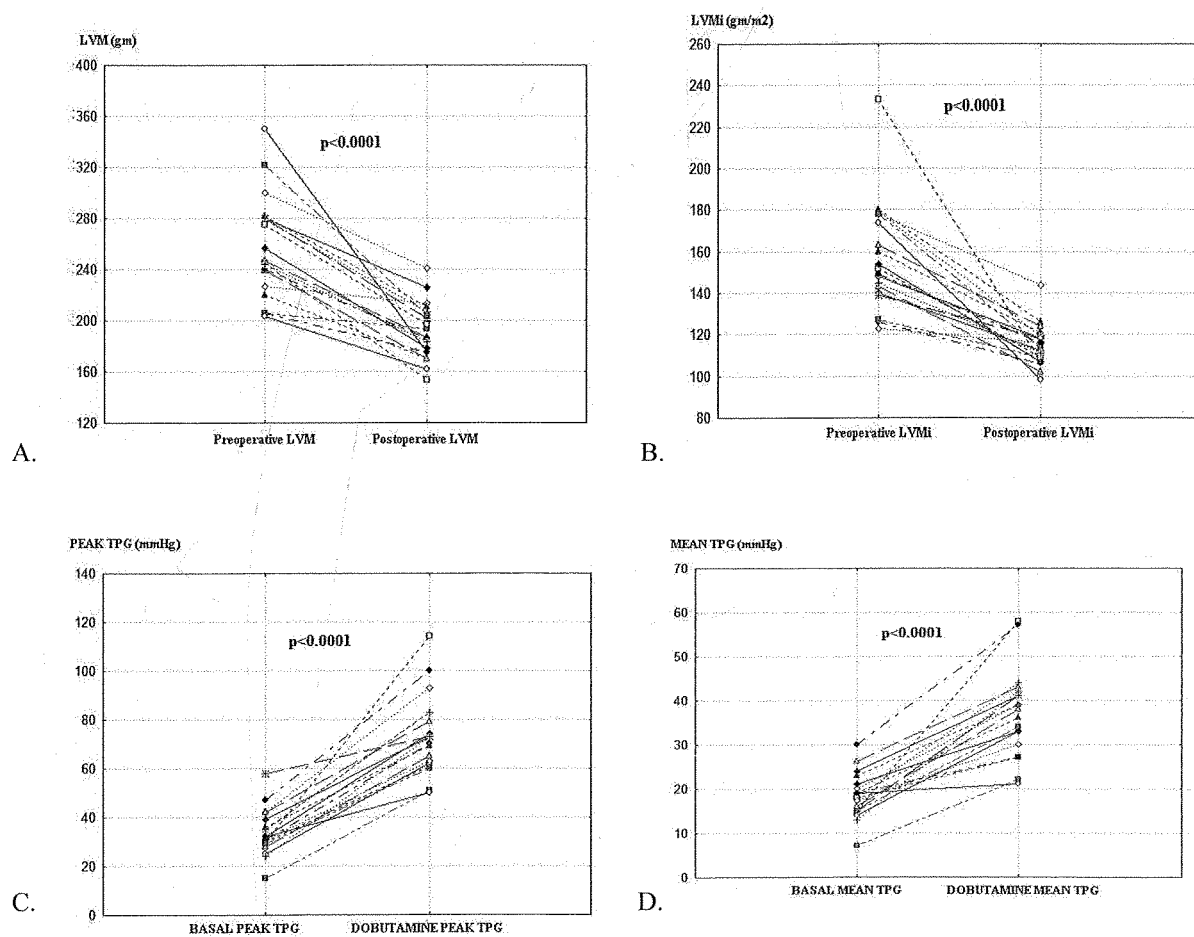 LVM (gm)
400
360
320
280
240
200
160
120
p<0.0001
Preoperative LVM Postoperative LVM
A.
LVMi (gm/m2)
260
240
220
200
180
160
140
120
100
80
p<0.0001
Preoperative LVMi Postoperative LVMi
B.
PEAK TPG (mmHg)
140
120
100
80
60
40
20
0
p<0.0001
BASAL PEAK TPG DOBUTAMINE PEAK TPG
C.
MEAN TPG (mmHg)
70
60
50
40
30
20
10
0
p<0.0001
BASAL MEAN TPG DOBUTAMINE MEAN TPG
D.